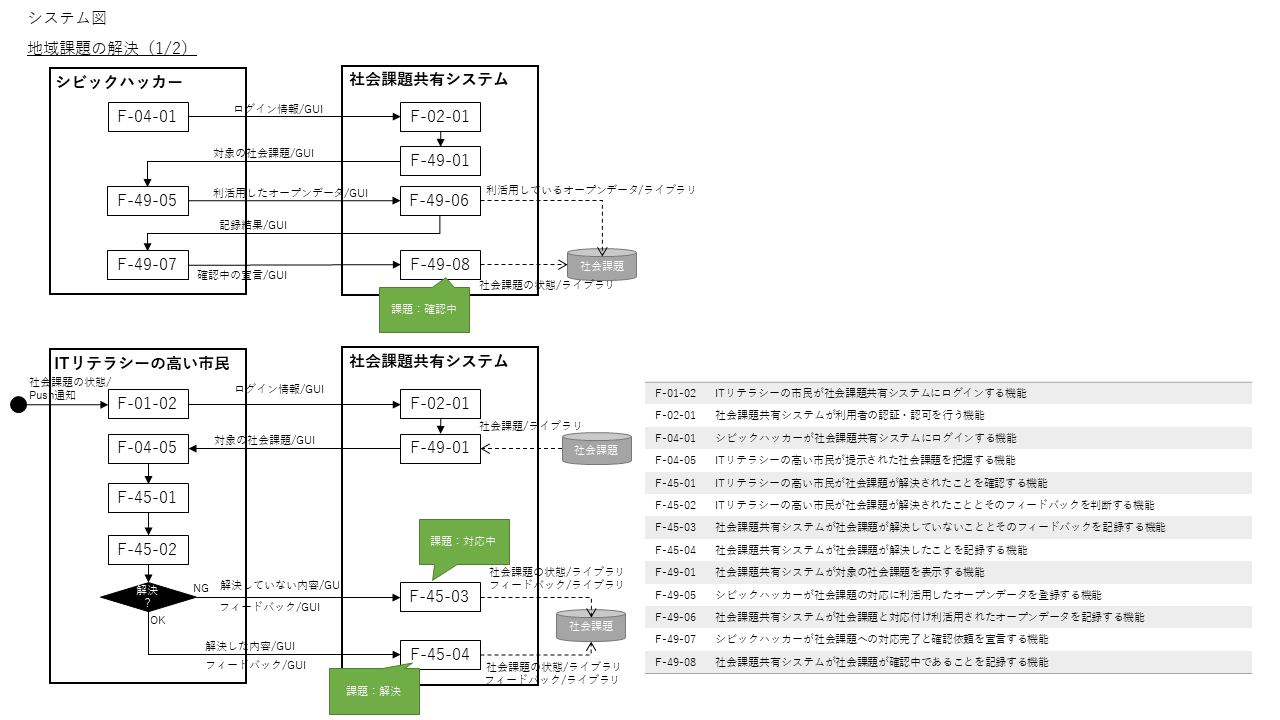 システム図
地域課題の解決（1/2）
シビックハッカー
社会課題共有システム
F-04-01
ログイン情報/GUI
F-02-01
対象の社会課題/GUI
F-49-01
F-49-05
利活用したオープンデータ/GUI
F-49-06
利活用しているオープンデータ/ライブラリ
記録結果/GUI
F-49-07
確認中の宣言/GUI
F-49-08
社会課題
社会課題の状態/ライブラリ
課題：確認中
ITリテラシーの高い市民
社会課題共有システム
社会課題の状態/
Push通知
F-01-02
ログイン情報/GUI
F-02-01
社会課題/ライブラリ
F-04-05
対象の社会課題/GUI
F-49-01
社会課題
F-45-01
F-45-02
課題：対応中
解決
？
NG
解決していない内容/GU
フィードバック/GUI
F-45-03
社会課題の状態/ライブラリ
フィードバック/ライブラリ
社会課題
OK
解決した内容/GUI
フィードバック/GUI
F-45-04
社会課題の状態/ライブラリ
フィードバック/ライブラリ
課題：解決
F-01-02 ITリテラシーの市民が社会課題共有システムにログインする機能
F-02-01 社会課題共有システムが利用者の認証・認可を行う機能
F-04-01 シビックハッカーが社会課題共有システムにログインする機能
F-04-05 ITリテラシーの高い市民が提示された社会課題を把握する機能
F-45-01 ITリテラシーの高い市民が社会課題が解決されたことを確認する機能
F-45-02 ITリテラシーの高い市民が社会課題が解決されたこととそのフィードバックを判断する機能
F-45-03 社会課題共有システムが社会課題が解決していないこととそのフィードバックを記録する機能
F-45-04 社会課題共有システムが社会課題が解決したことを記録する機能
F-49-01 社会課題共有システムが対象の社会課題を表示する機能
F-49-05 シビックハッカーが社会課題の対応に利活用したオープンデータを登録する機能
F-49-06 社会課題共有システムが社会課題と対応付け利活用されたオープンデータを記録する機能
F-49-07 シビックハッカーが社会課題への対応完了と確認依頼を宣言する機能
F-49-08 社会課題共有システムが社会課題が確認中であることを記録する機能